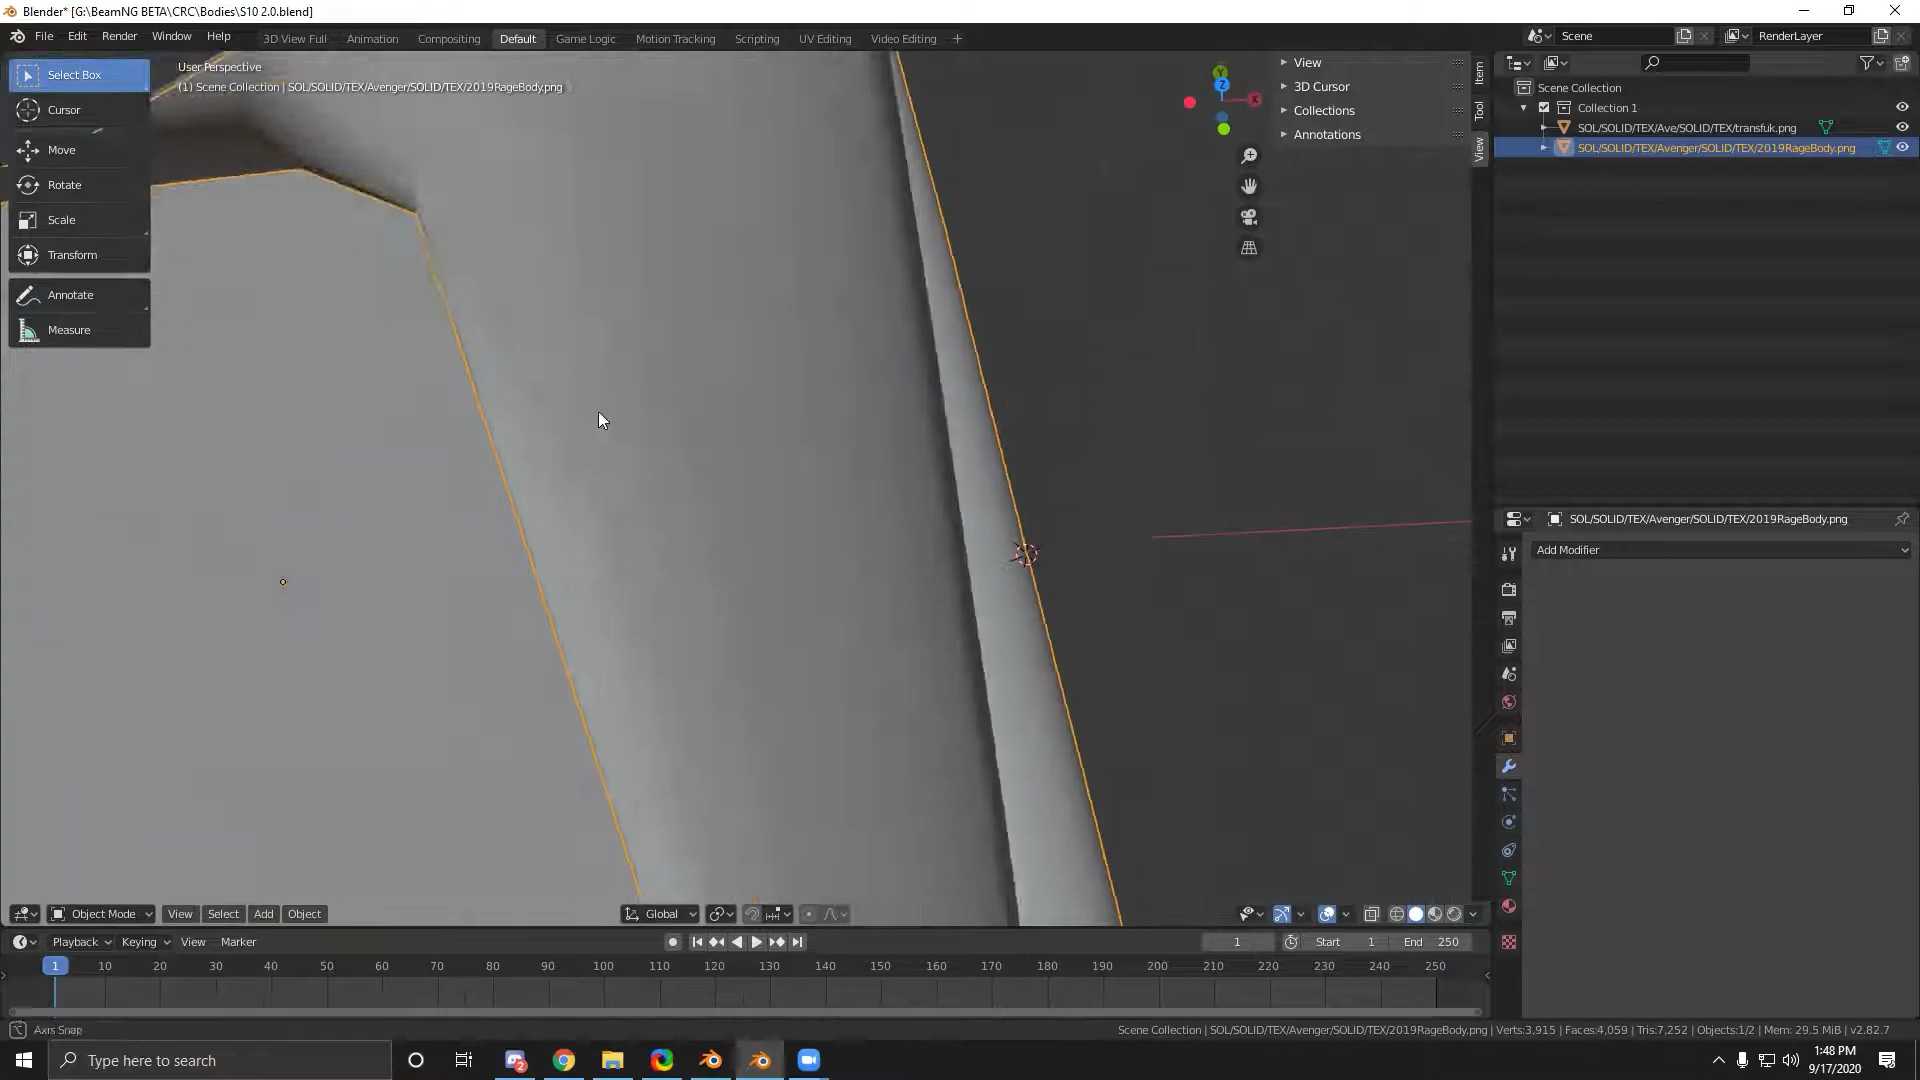 Blender* [G:\BeamNG BETA\CRC\Bodies\S10 2.0.blend]
File Edit Render Window Help
3D View Full Animation Compositing Default Game Logic Motion Tracking Scripting UV Editing Video Editing +
Scene
RenderLayer
Select Box
Cursor
Move
Rotate
Scale
Transform
Annotate
Measure
User Perspective
(1) Scene Collection | SOL/SOLID/TEX/Avenger/SOLID/TEX/2019RageBody.png
Y
Z
X
View
3D Cursor
Collections
Annotations
Item
Tool
View
Scene Collection
Collection 1
SOL/SOLID/TEX/Ave/SOLID/TEX/transfuk.png
SOL/SOLID/TEX/Avenger/SOLID/TEX/2019RageBody.png
SOL/SOLID/TEX/Avenger/SOLID/TEX/2019RageBody.png
Add Modifier
Object Mode View Select Add Object
Global
Playback Keying View Marker
1
Start 1 End 250
1 10 20 30 40 50 60 70 80 90 100 110 120 130 140 150 160 170 180 190 200 210 220 230 240 250
Axis Snap
Scene Collection | SOL/SOLID/TEX/Avenger/SOLID/TEX/2019RageBody.png | Verts:3,915 | Faces:4,059 | Tris:7,252 | Objects:1/2 | Mem: 29.5 MiB | v2.82.7
Type here to search
2
1:48 PM
9/17/2020